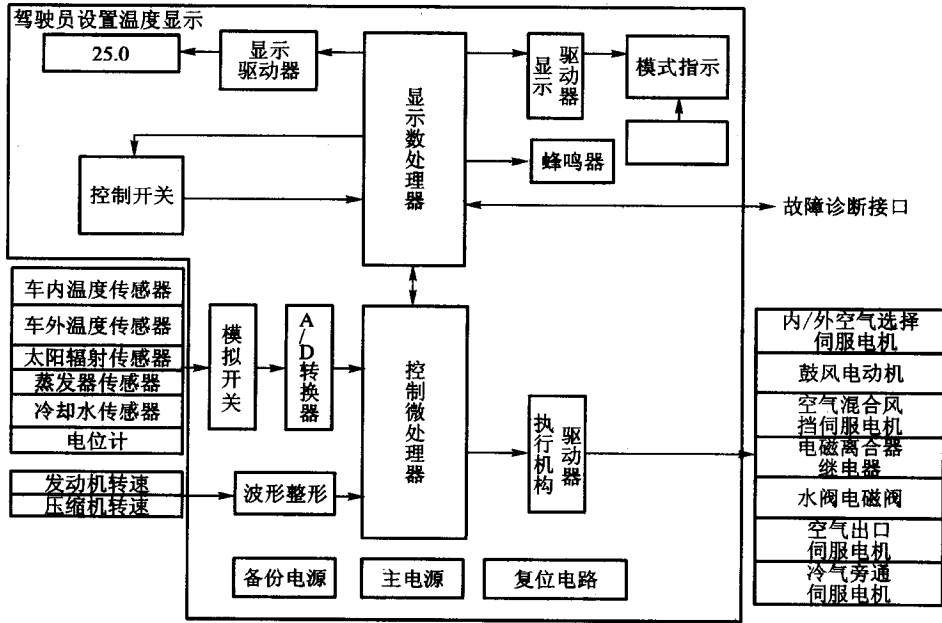 驾驶员设置温度显示
25.0
显示
驱动器
显示数处理器
显示
驱动器
模式指示
蜂鸣器
控制开关
故障诊断接口
车内温度传感器
车外温度传感器
太阳辐射传感器
蒸发器传感器
冷却水传感器
电位计
发动机转速
压缩机转速
模拟开关
A/D转换器
波形整形
控制微处理器
执行机构
驱动器
内/外空气选择
伺服电机
鼓风电动机
空气混合风
挡伺服电机
电磁离合器
继电器
水阀电磁阀
空气出口
伺服电机
冷气旁通
伺服电机
备份电源
主电源
复位电路